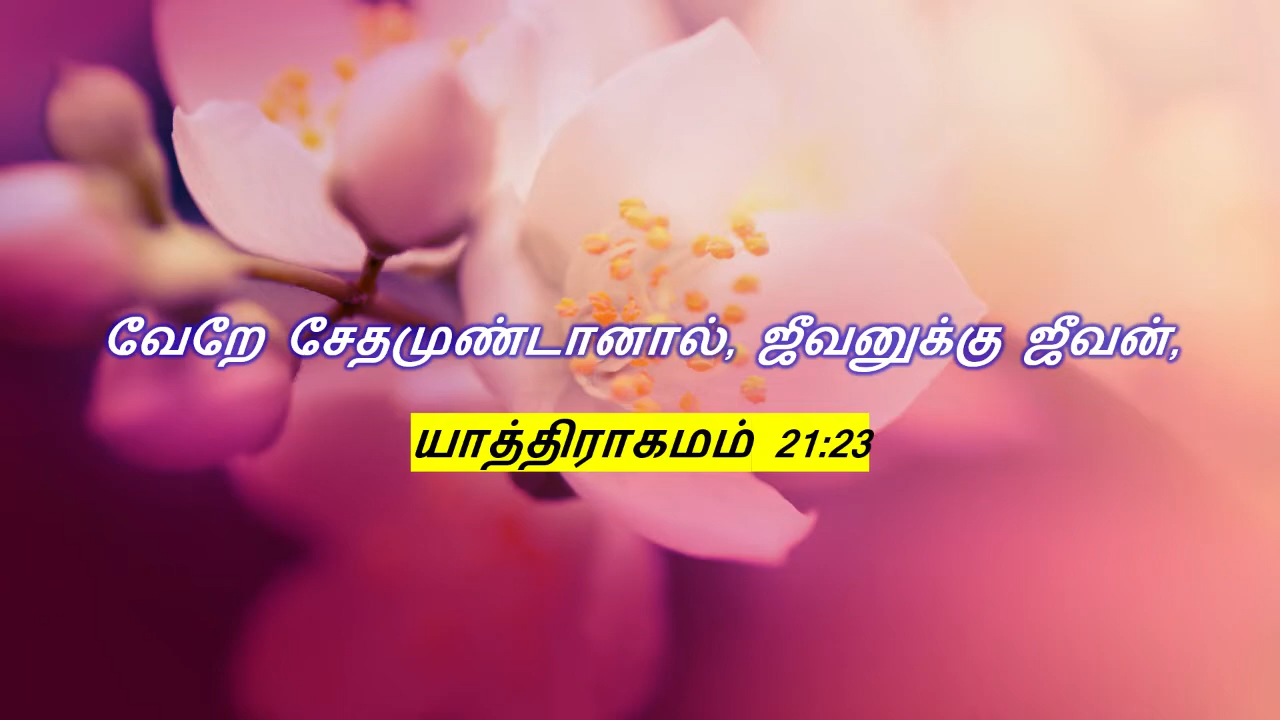 வேறே சேதமுண்டானால், ஜீவனுக்கு ஜீவன்,
யாத்திராகமம் 21:23